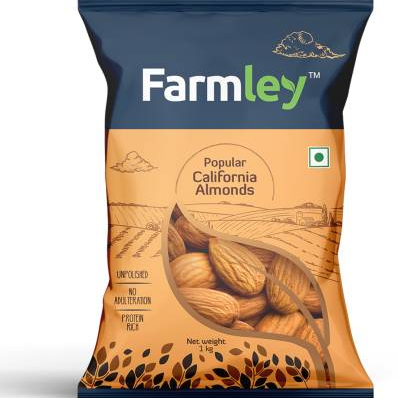 Farmley™
Popular
California
Almonds
UNPOLISHED
NO
ADULTERATION
PROTEIN
RICH
Net weight
1 kg